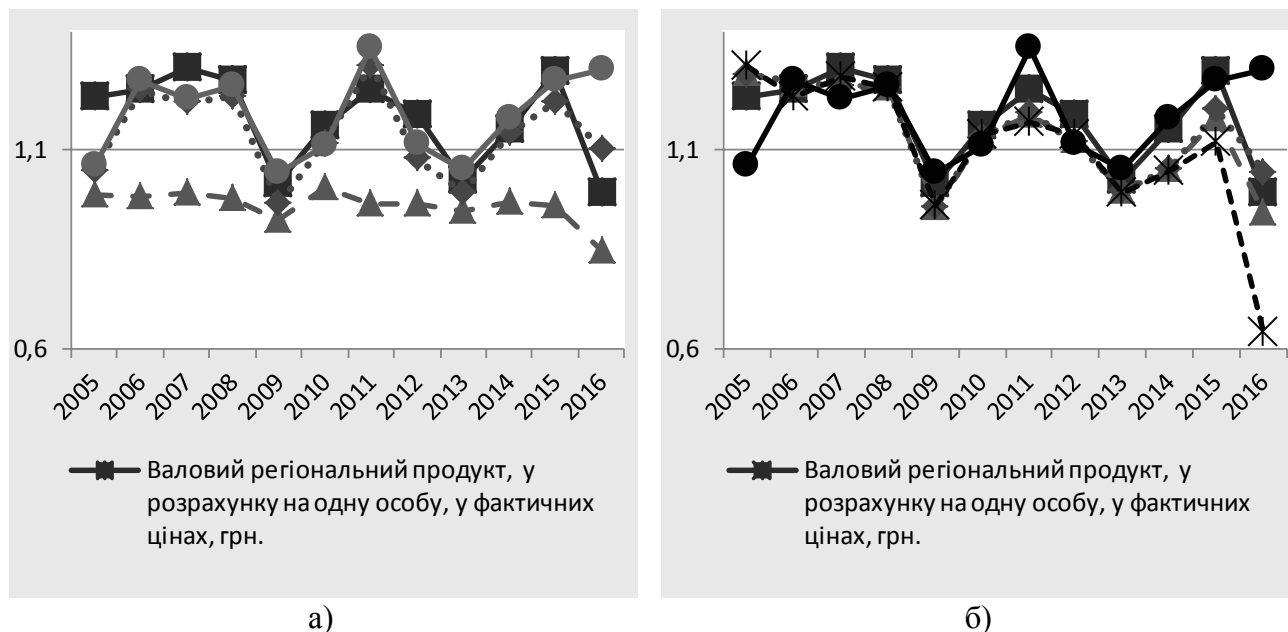 1,1
0,6
2005 2006 2007 2008 2009 2010 2011 2012 2013 2014 2015 2016
Валовий регіональний продукт, у
розрахунку на одну особу, у фактичних
цінах, грн.
а)
1,1
0,6
2005 2006 2007 2008 2009 2010 2011 2012 2013 2014 2015 2016
Валовий регіональний продукт, у
розрахунку на одну особу, у фактичних
цінах, грн.
б)